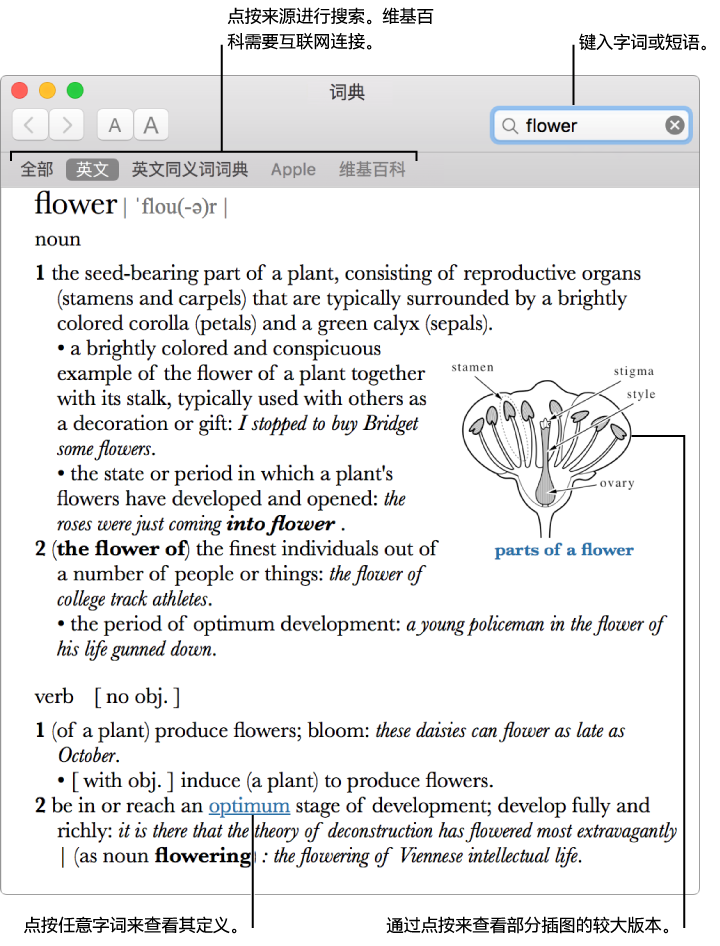 点按来源进行搜索。维基百
科需要互联网连接。
键入字词或短语。
词典
A A
flower
全部 英文 英文同义词词典 Apple 维基百科
flower | ˈflou(-ə)r |
noun
1 the seed-bearing part of a plant, consisting of reproductive organs
(stamens and carpels) that are typically surrounded by a brightly
colored corolla (petals) and a green calyx (sepals).
• a brightly colored and conspicuous
example of the flower of a plant together
with its stalk, typically used with others as
a decoration or gift: I stopped to buy Bridget
some flowers.
• the state or period in which a plant's
flowers have developed and opened: the
roses were just coming into flower .
stamen
stigma
style
ovary
parts of a flower
2 (the flower of) the finest individuals out of
a number of people or things: the flower of
college track athletes.
• the period of optimum development: a young policeman in the flower of
his life gunned down.
verb [ no obj. ]
1 (of a plant) produce flowers; bloom: these daisies can flower as late as
October.
• [ with obj. ] induce (a plant) to produce flowers.
2 be in or reach an optimum stage of development; develop fully and
richly: it is there that the theory of deconstruction has flowered most extravagantly
| (as noun flowering) : the flowering of Viennese intellectual life.
点按任意字词来查看其定义。
通过点按来查看部分插图的较大版本。